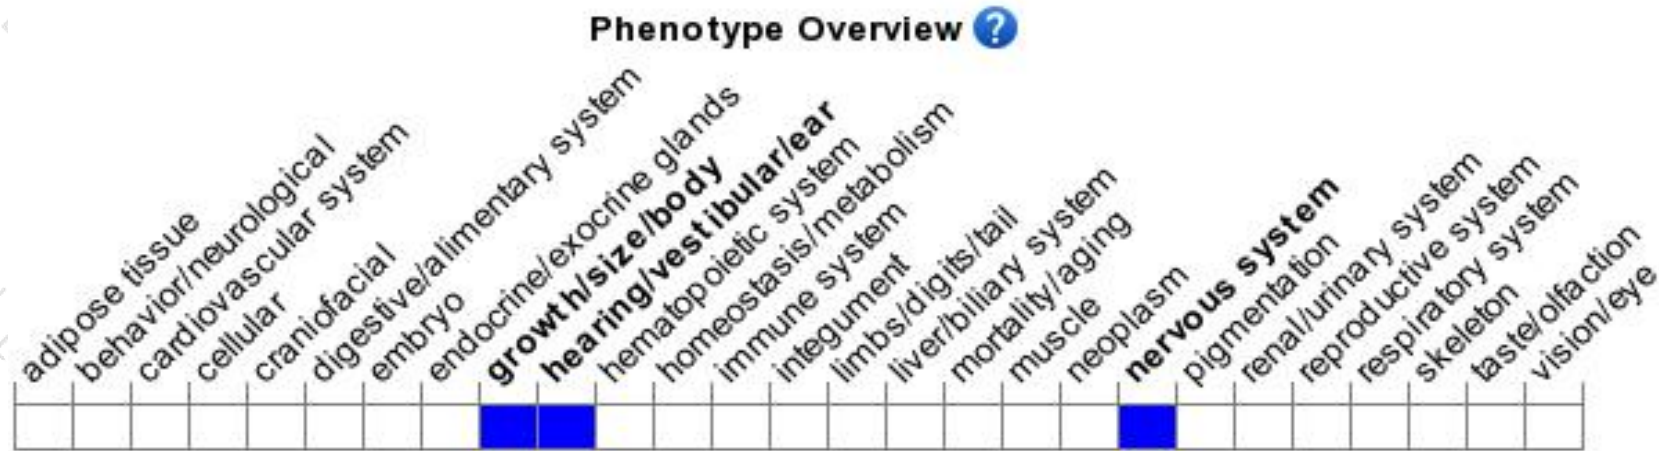 Phenotype Overview ?
adipose tissue
behavior/neurological
cardiovascular system
cellular
craniofacial
digestive/alimentary system
embryo
endocrine/exocrine glands
growth/size/body
hearing/vestibular/ear
hematopoietic system
homeostasis/metabolism
immune system
integument
limbs/digits/tail
liver/biliary system
mortality/aging
muscle
neoplasm
nervous system
pigmentation
renal/urinary system
reproductive system
respiratory system
skeleton
taste/olfaction
vision/eye